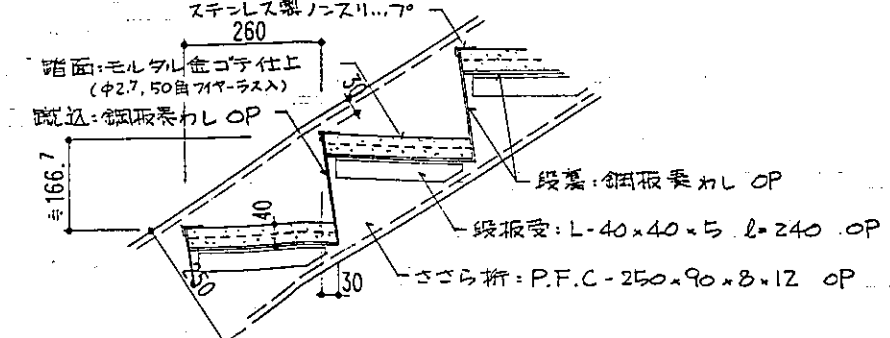 ステンレス製ノンスリップ
260
踏面:モルタル金ゴテ仕上
(φ2.7, 50角ワイヤーラス入)
蹴込:鋼板表わし OP
50
≒166.7
40
段裏:鋼板表わし OP
段板受:L-40×40×5 l=240 OP
ささら桁:P.F.C-250×90×8×12 OP
30